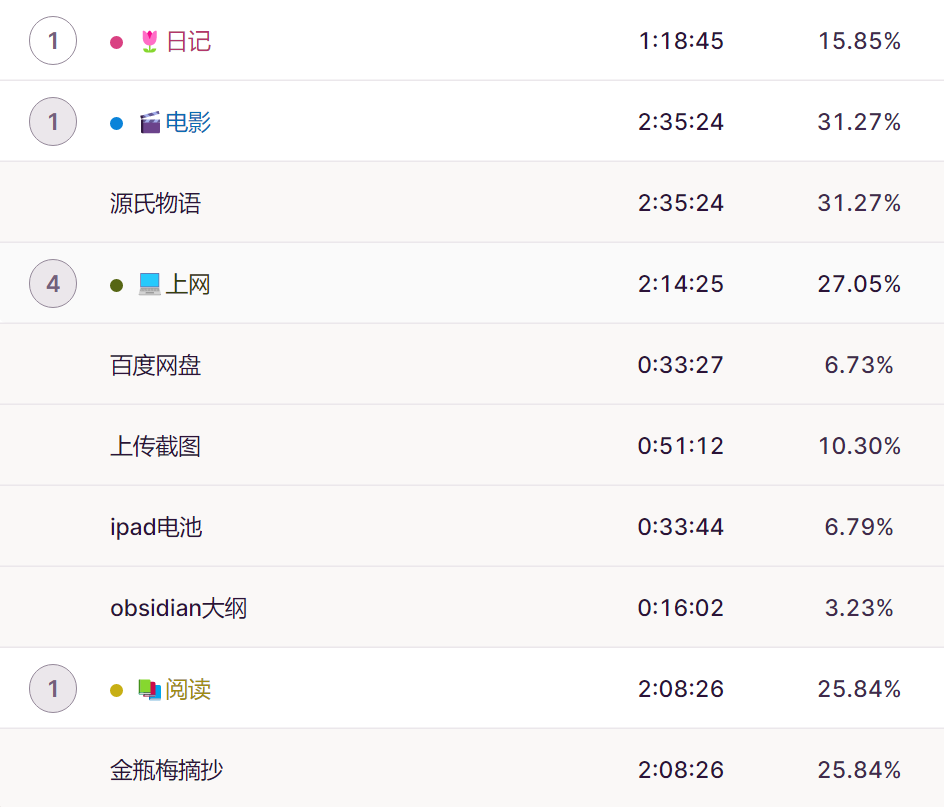 1 🌷日记 1:18:45 15.85%
1 🎬电影 2:35:24 31.27%
源氏物语 2:35:24 31.27%
4 💻上网 2:14:25 27.05%
百度网盘 0:33:27 6.73%
上传截图 0:51:12 10.30%
ipad电池 0:33:44 6.79%
obsidian大纲 0:16:02 3.23%
1 📚阅读 2:08:26 25.84%
金瓶梅摘抄 2:08:26 25.84%